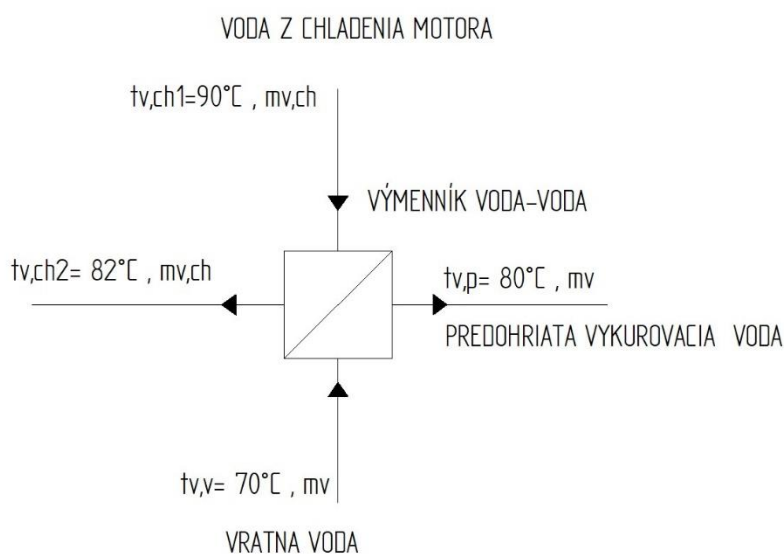 VODA Z CHLADENIA MOTORA
tv,ch1=90°C , mv,ch
VÝMENNÍK VODA-VODA
tv,ch2= 82°C , mv,ch
tv,p= 80°C , mv
PREDOHRIATA VYKUROVACIA VODA
tv,v= 70°C , mv
VRATNA VODA